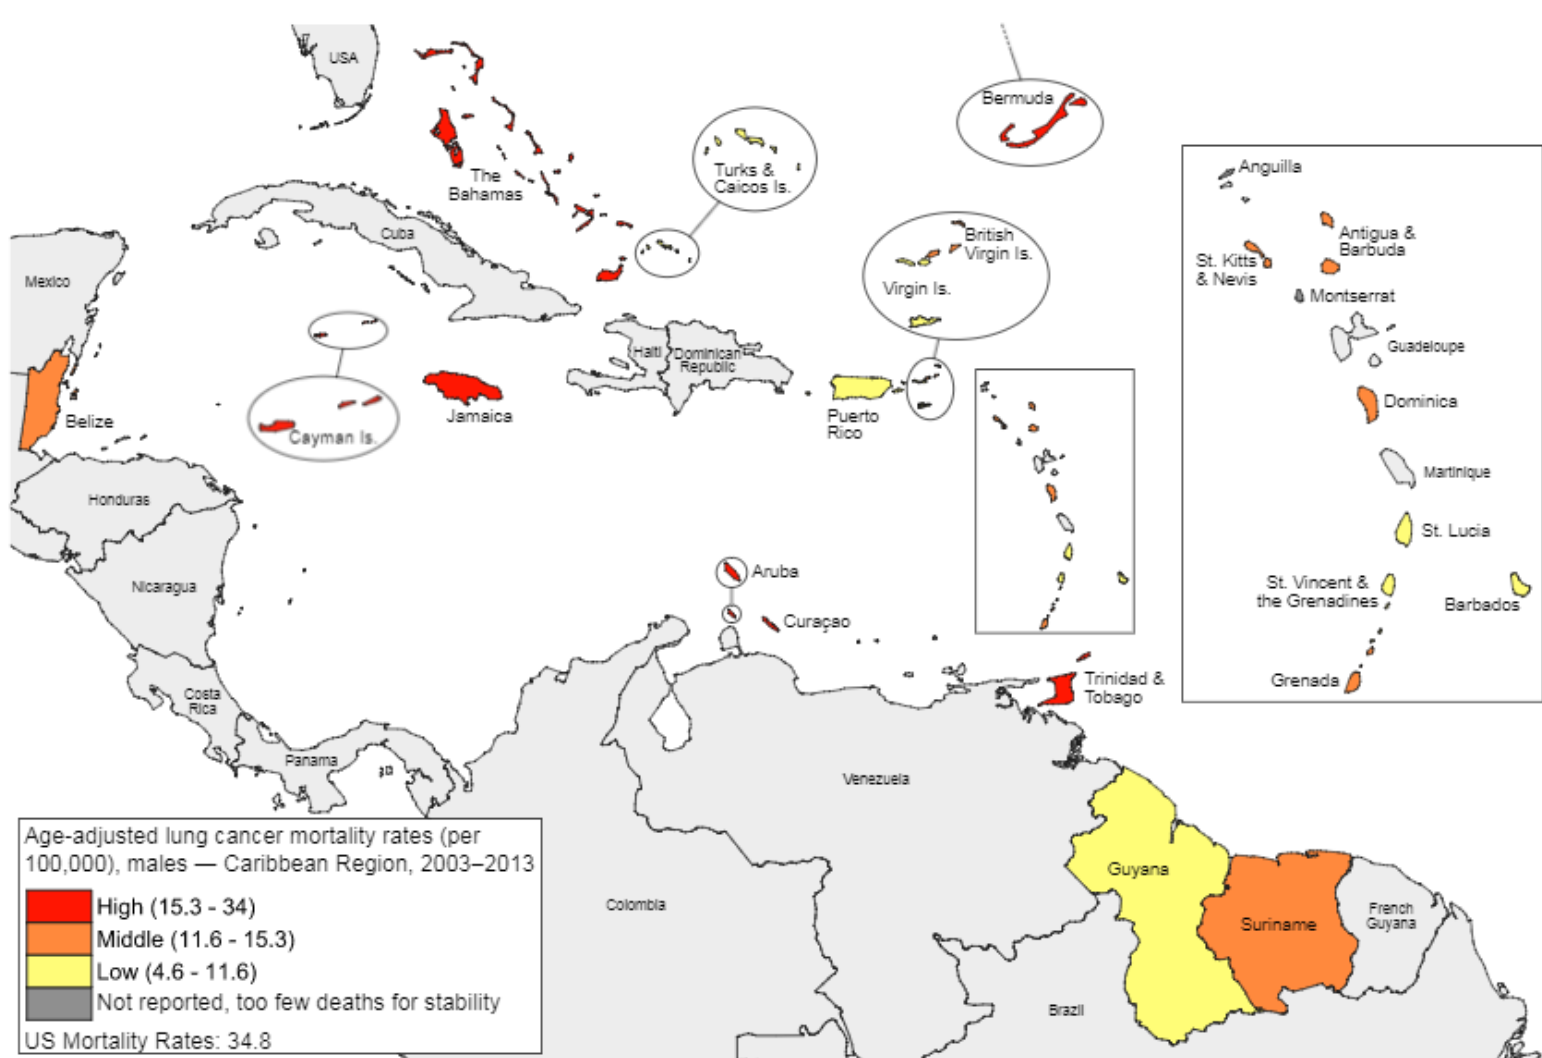 USA
Bermuda
The
Bahamas
Turks &
Caicos Is.
Anguilla
Cuba
British
Virgin Is.
Antigua &
Barbuda
St. Kitts
& Nevis
Mexico
Virgin Is.
Montserrat
Haiti
Dominican
Republic
Guadeloupe
Belize
Cayman Is.
Jamaica
Puerto
Rico
Dominica
Martinique
Honduras
St. Lucia
Nicaragua
Aruba
Curaçao
St. Vincent &
the Grenadines
Barbados
Grenada
Trinidad &
Tobago
Costa
Rica
Panama
Venezuela
Colombia
Guyana
Suriname
French
Guyana
Brazil
Age-adjusted lung cancer mortality rates (per
100,000), males — Caribbean Region, 2003–2013
High (15.3 - 34)
Middle (11.6 - 15.3)
Low (4.6 - 11.6)
Not reported, too few deaths for stability
US Mortality Rates: 34.8